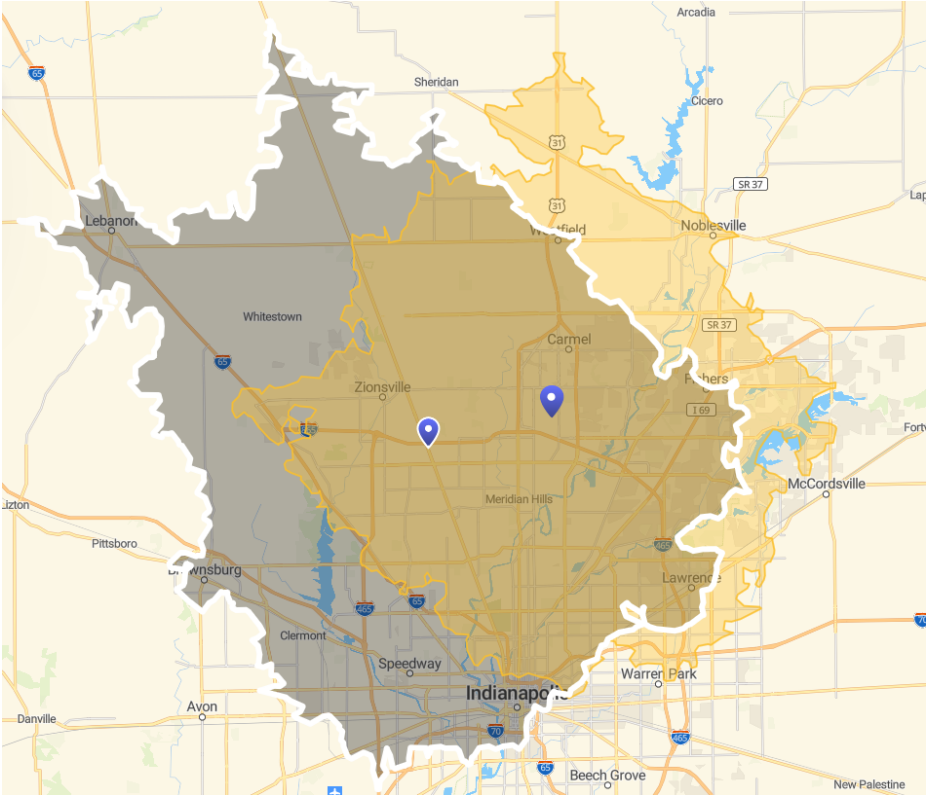 Arcadia
65
Sheridan
Cicero
31
SR 37
31
Lebanon
Westfield
Noblesville
Whitestown
SR 37
Carmel
65
Zionsville
Fishers
I 69
McCordsville
Meridian Hills
Pittsboro
465
Brownsburg
Lawrence
65
465
70
Clermont
Speedway
Warren Park
Indianapolis
Avon
Danville
70
465
65
Beech Grove
New Palestine